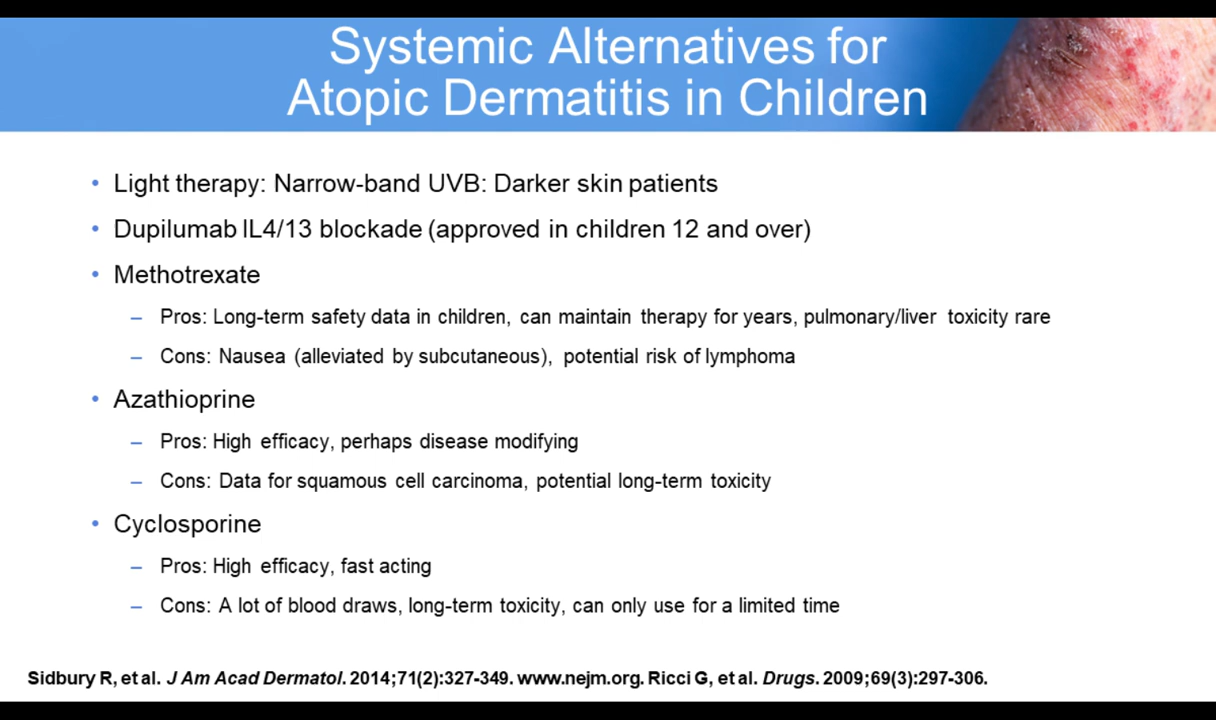 Systemic Alternatives for
Atopic Dermatitis in Children
• Light therapy: Narrow-band UVB: Darker skin patients
• Dupilumab IL4/13 blockade (approved in children 12 and over)
• Methotrexate
– Pros: Long-term safety data in children, can maintain therapy for years, pulmonary/liver toxicity rare
– Cons: Nausea (alleviated by subcutaneous), potential risk of lymphoma
• Azathioprine
– Pros: High efficacy, perhaps disease modifying
– Cons: Data for squamous cell carcinoma, potential long-term toxicity
• Cyclosporine
– Pros: High efficacy, fast acting
– Cons: A lot of blood draws, long-term toxicity, can only use for a limited time
Sidbury R, et al. J Am Acad Dermatol. 2014;71(2):327-349. www.nejm.org. Ricci G, et al. Drugs. 2009;69(3):297-306.